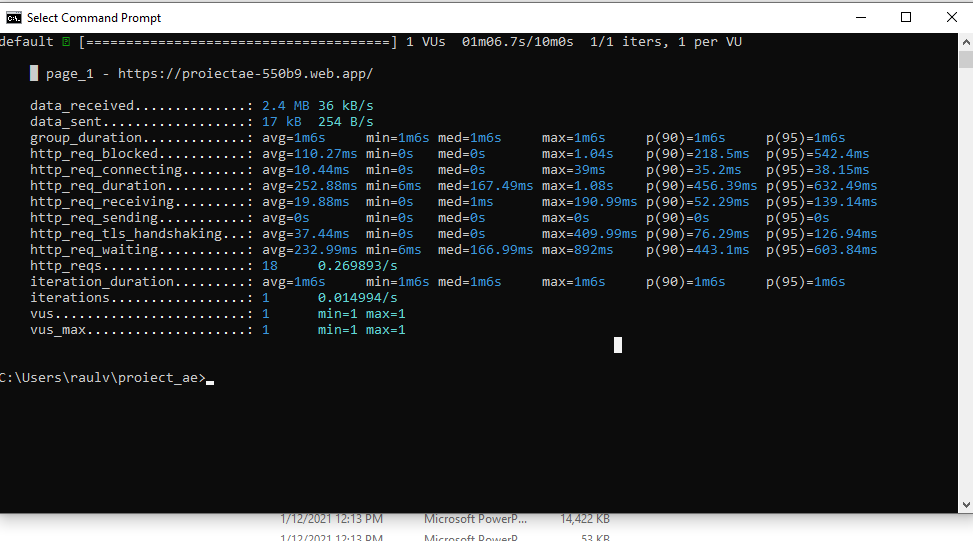 Select Command Prompt
default [======================================] 1 VUs  01m06.7s/10m0s  1/1 iters, 1 per VU
█ page_1 - https://proiectae-550b9.web.app/
data_received..............: 2.4 MB 36 kB/s
data_sent..................: 17 kB  254 B/s
group_duration.............: avg=1m6s     min=1m6s med=1m6s     max=1m6s     p(90)=1m6s     p(95)=1m6s
http_req_blocked...........: avg=110.27ms min=0s   med=0s       max=1.04s    p(90)=218.5ms  p(95)=542.4ms
http_req_connecting........: avg=10.44ms  min=0s   med=0s       max=39ms     p(90)=35.2ms   p(95)=38.15ms
http_req_duration..........: avg=252.88ms min=6ms  med=167.49ms max=1.08s    p(90)=456.39ms p(95)=632.49ms
http_req_receiving.........: avg=19.88ms  min=0s   med=1ms      max=190.99ms p(90)=52.29ms  p(95)=139.14ms
http_req_sending...........: avg=0s       min=0s   med=0s       max=0s       p(90)=0s       p(95)=0s
http_req_tls_handshaking...: avg=37.44ms  min=0s   med=0s       max=409.99ms p(90)=76.29ms  p(95)=126.94ms
http_req_waiting...........: avg=232.99ms min=6ms  med=166.99ms max=892ms    p(90)=443.1ms  p(95)=603.84ms
http_reqs..................: 18     0.269893/s
iteration_duration.........: avg=1m6s     min=1m6s med=1m6s     max=1m6s     p(90)=1m6s     p(95)=1m6s
iterations.................: 1      0.014994/s
vus........................: 1      min=1 max=1
vus_max....................: 1      min=1 max=1
C:\Users\raulv\proiect_ae>
1/12/2021 12:13 PM Microsoft PowerP... 14,422 KB
1/12/2021 12:13 PM Microsoft PowerP 53 KB